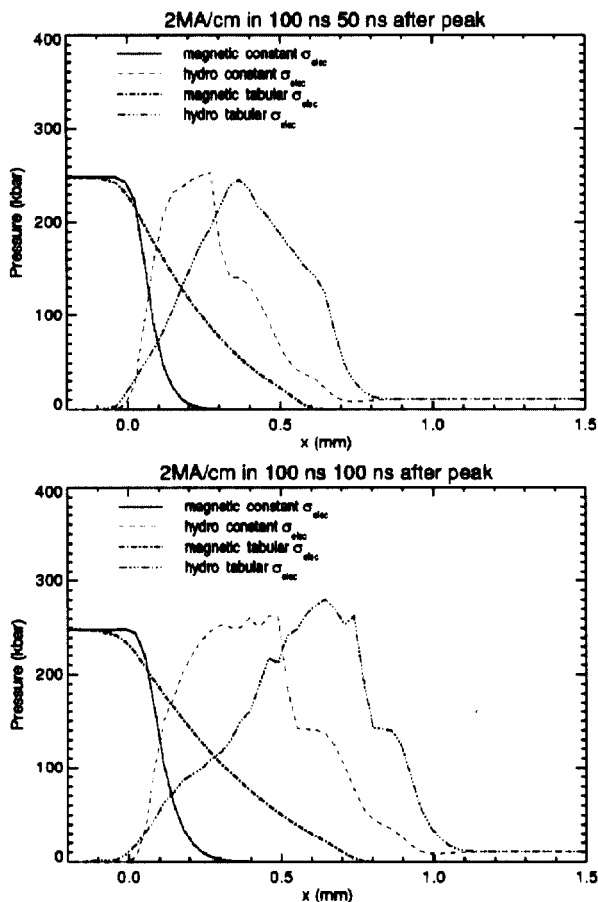 2MA/cm in 100 ns 50 ns after peak
magnetic constant σelec
hydro constant σelec
magnetic tabular σelec
hydro tabular σelec
400
300
200
100
0
Pressure (kbar)
0.0 0.5 1.0 1.5
x (mm)
2MA/cm in 100 ns 100 ns after peak
magnetic constant σelec
hydro constant σelec
magnetic tabular σelec
hydro tabular σelec
400
300
200
100
0
Pressure (kbar)
0.0 0.5 1.0 1.5
x (mm)